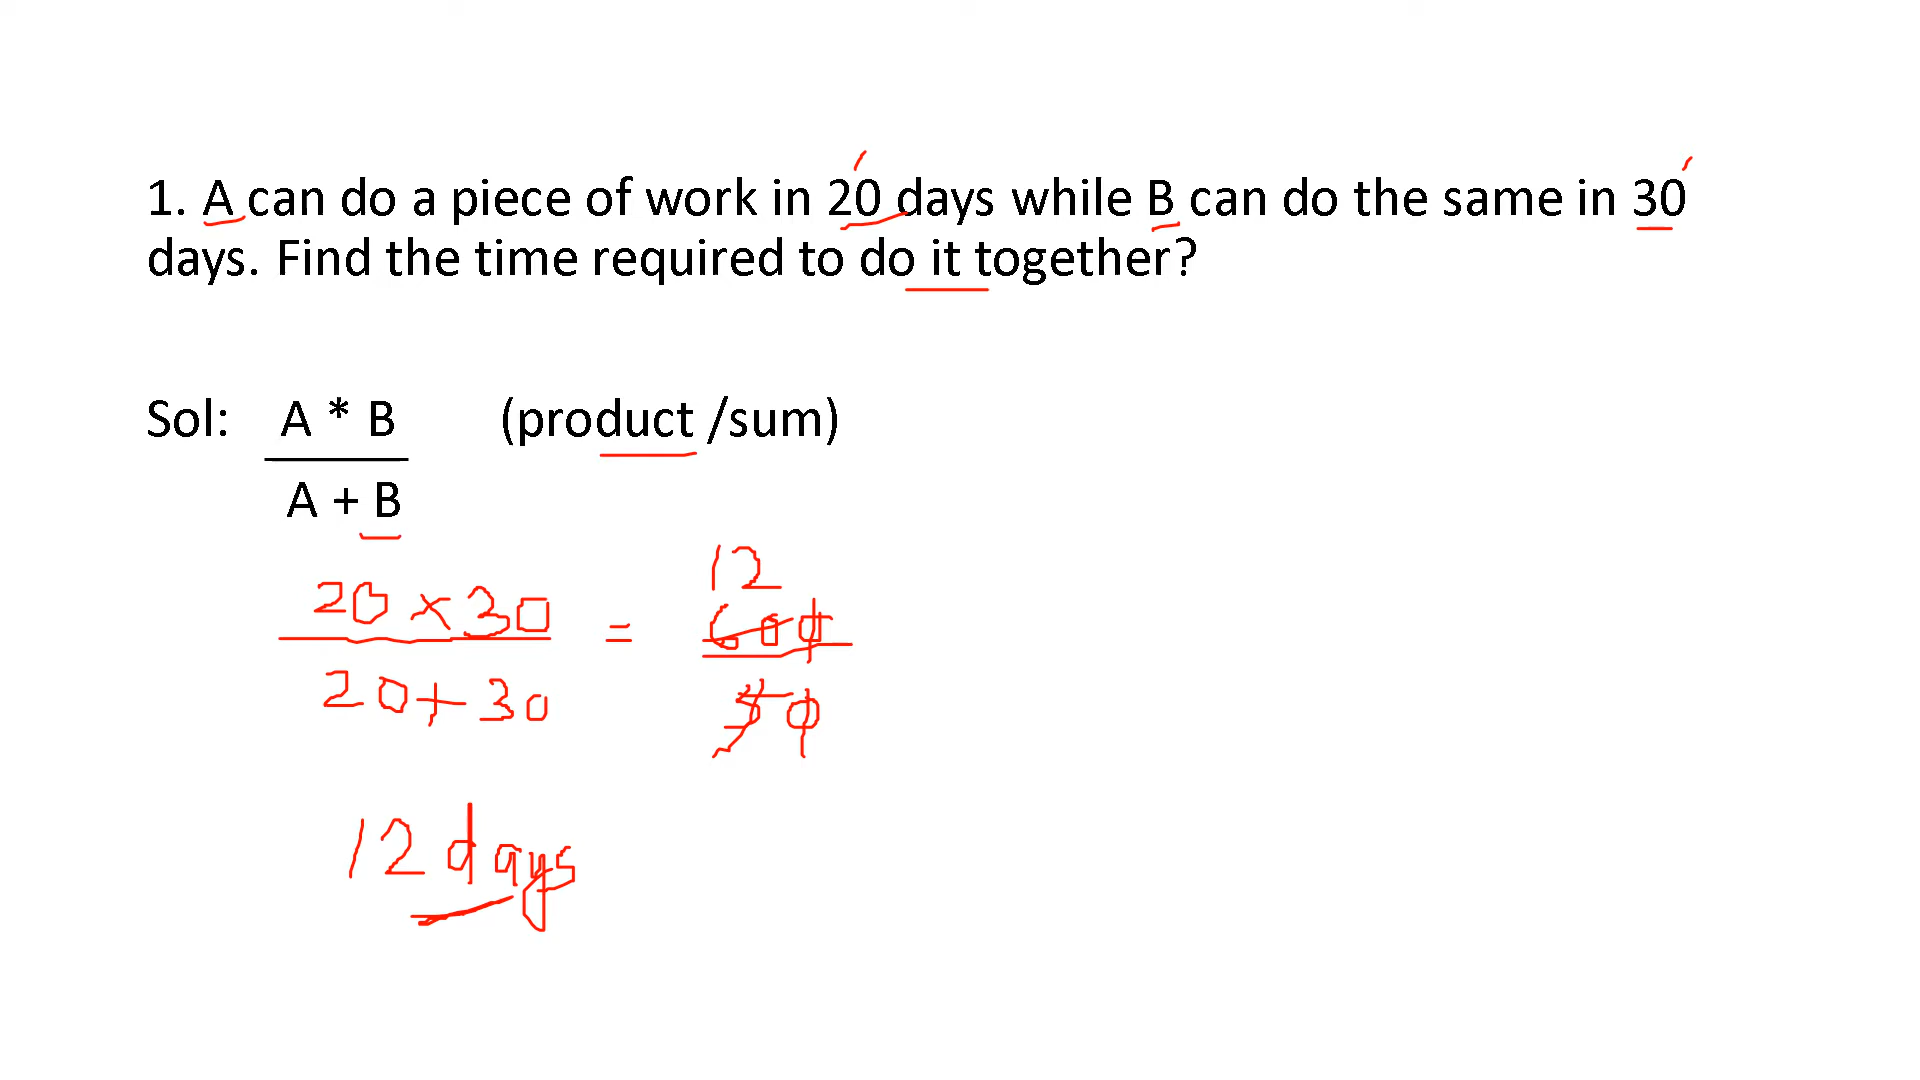 1. A can do a piece of work in 20 days while B can do the same in 30
days. Find the time required to do it together?
Sol: A * B (product /sum)
A + B
12
20 × 30 = 600
20 + 30 50
12 days